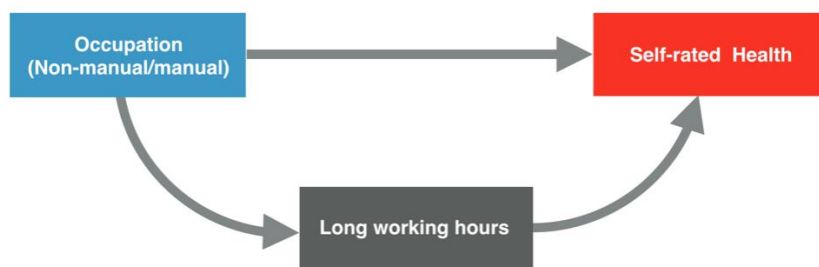 Occupation
(Non-manual/manual)
Self-rated Health
Long working hours